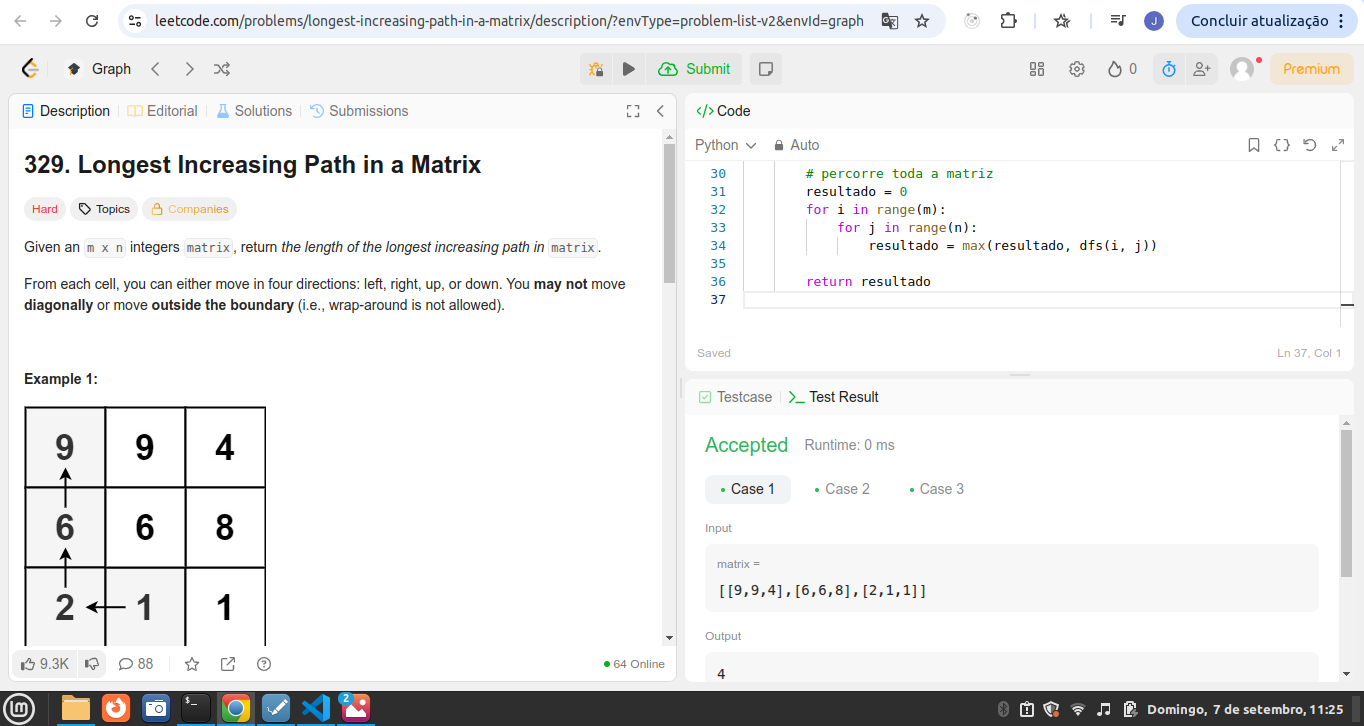 leetcode.com/problems/longest-increasing-path-in-a-matrix/description/?envType=problem-list-v2&envId=graph
J
Concluir atualização
Graph
Submit
0
Premium
Description
Editorial
Solutions
Submissions
329. Longest Increasing Path in a Matrix
Hard
Topics
Companies
Given an m x n integers matrix, return the length of the longest increasing path in matrix.
From each cell, you can either move in four directions: left, right, up, or down. You may not move
diagonally or move outside the boundary (i.e., wrap-around is not allowed).
Example 1:
9 9 4
6 6 8
2 1 1
9.3K
88
64 Online
</> Code
Python
Auto
30 # percorre toda a matriz
31 resultado = 0
32 for i in range(m):
33 for j in range(n):
34 resultado = max(resultado, dfs(i, j))
35
36 return resultado
37
Saved
Ln 37, Col 1
Testcase
>_ Test Result
Accepted
Runtime: 0 ms
Case 1
Case 2
Case 3
Input
matrix =
[[9,9,4],[6,6,8],[2,1,1]]
Output
4
lm
$_
2
Domingo, 7 de setembro, 11:25